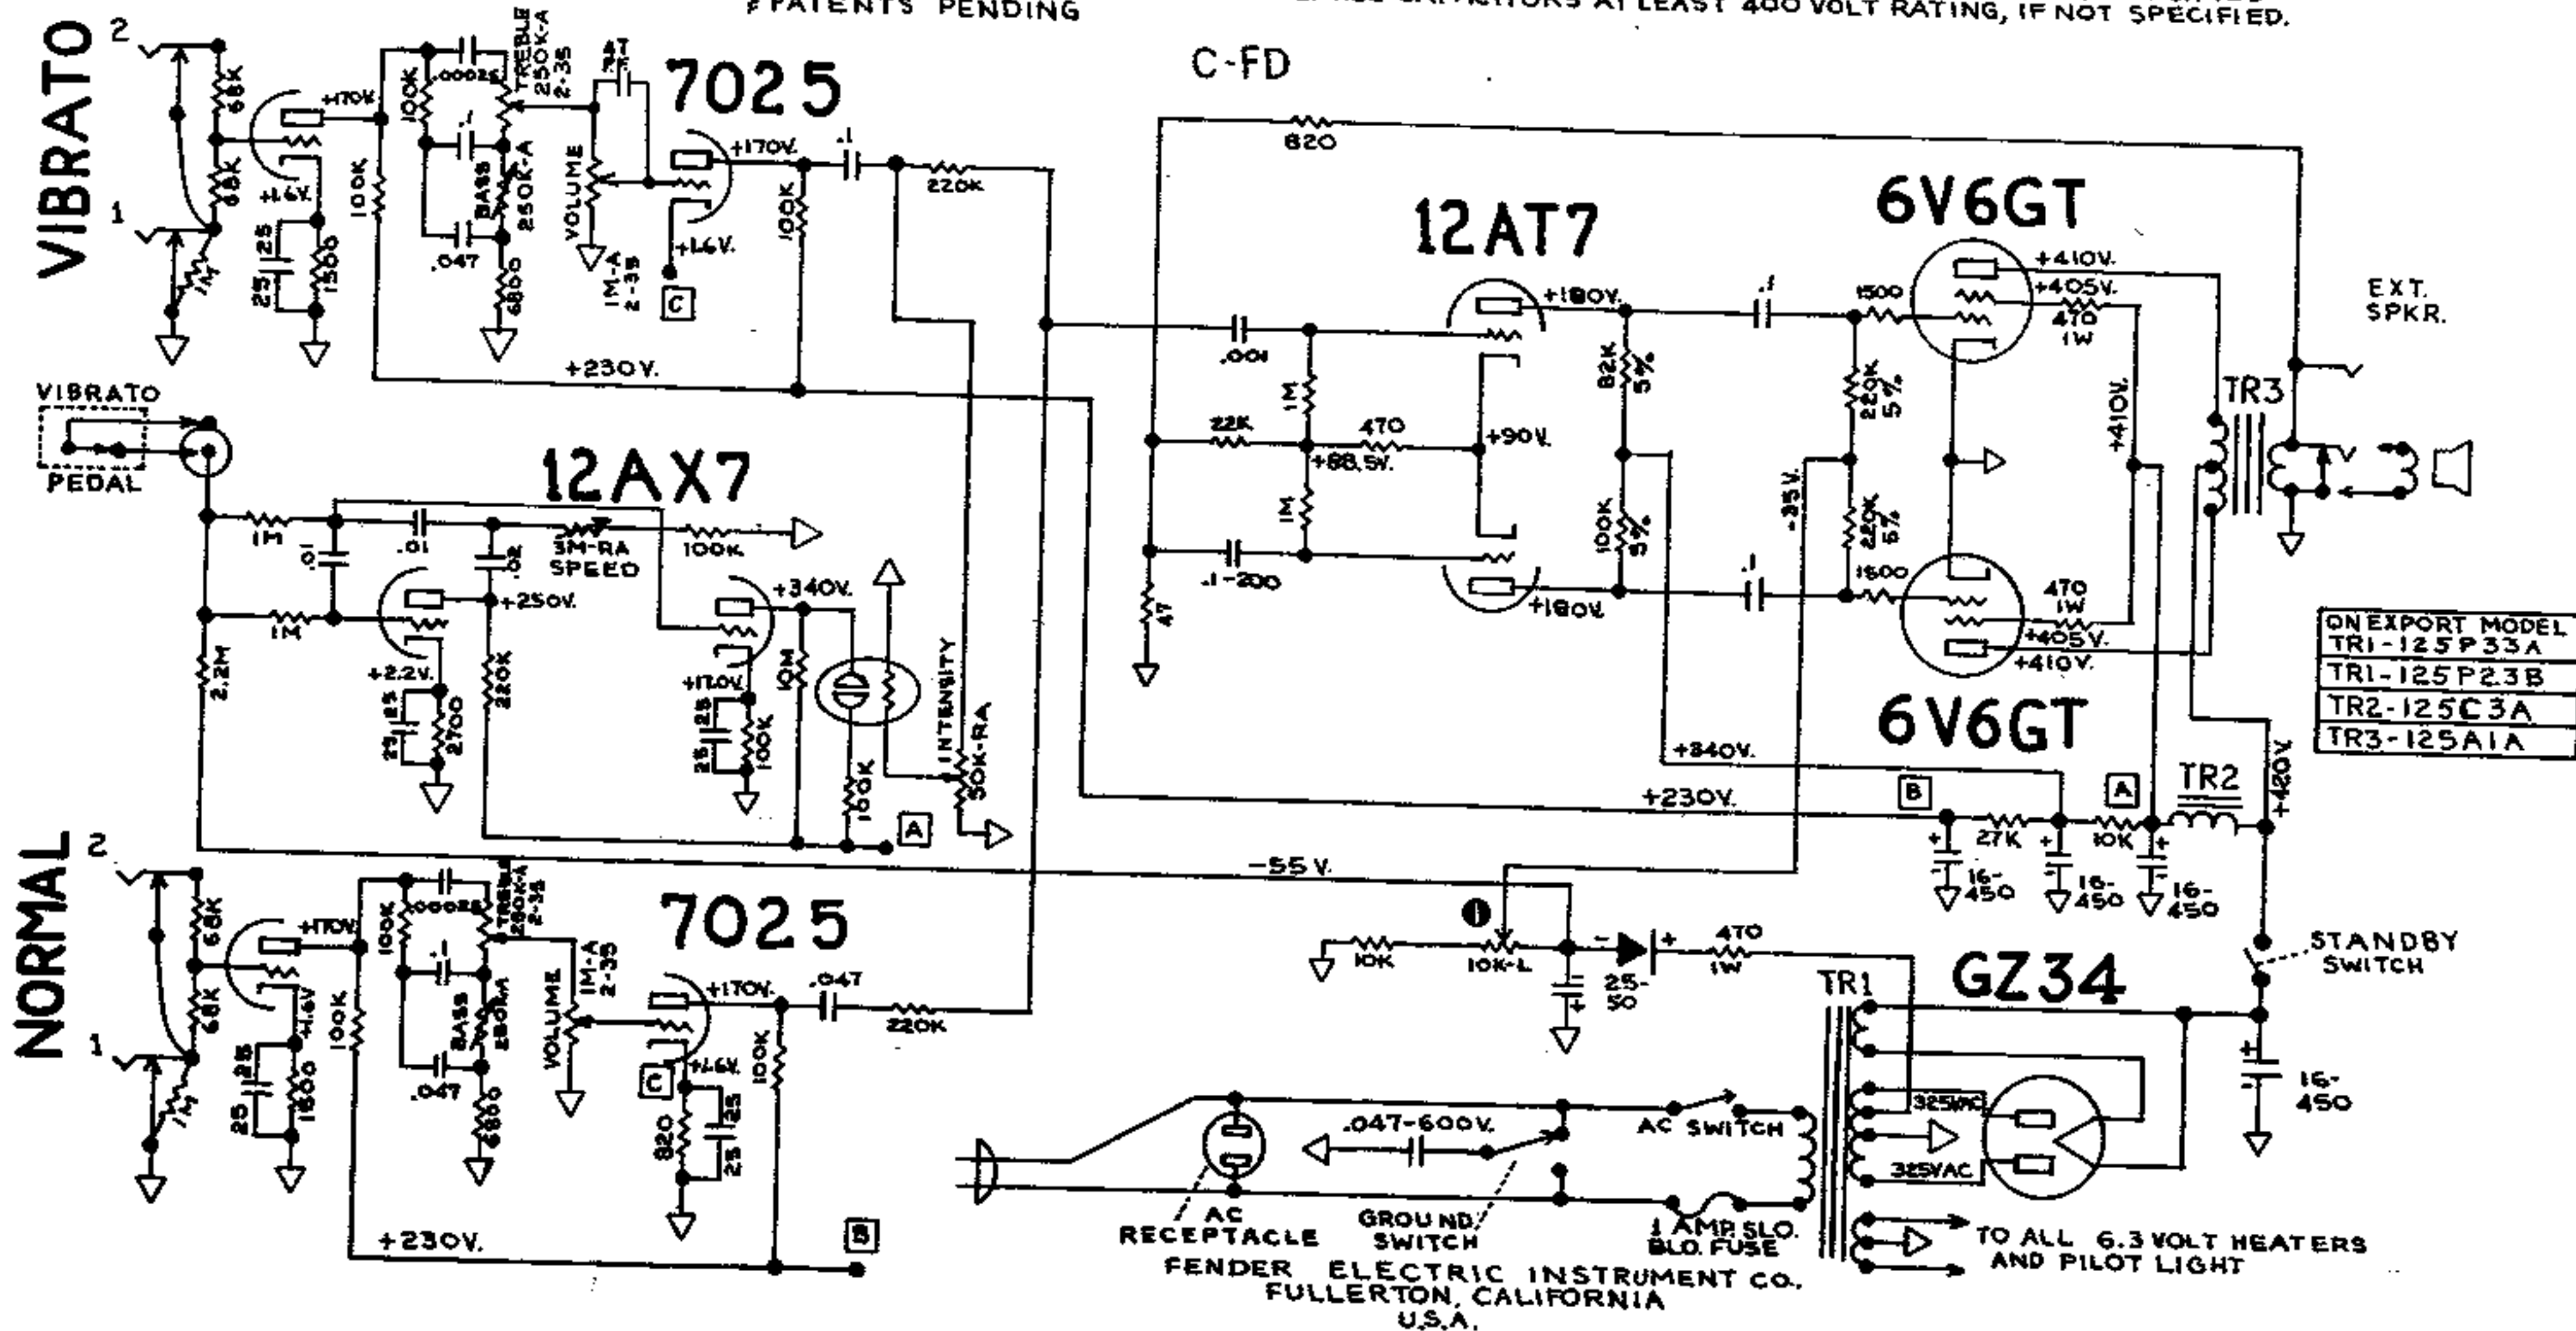 PATENTS PENDING
CAPACITORS AT LEAST 400 VOLT RATING, IF NOT SPECIFIED.
C-FD
VIBRATO
2
68K
68K
1
+170V.
+1.6V.
25
25
1500
100K
100K
.00025
TREBLE
250K-A
2-35
.1
BASS
250K-A
.047
6800
VOLUME
1M-A
2-35
7025
+170V.
+1.6V.
C
100K
.1
220K
+230V.
820
12AT7
+180V.
.001
1M
22K
470
+88.5V.
+90V.
1M
.1-200
47
82K
5%
100K
5%
.1
.1
1500
220K
5%
220K
5%
1500
-35V.
6V6GT
+410V.
+405V.
470
1W
+410V.
470
1W
+405V.
+410V.
6V6GT
EXT.
SPKR.
TR3
ON EXPORT MODEL
TR1-125P33A
TR1-125P23B
TR2-125C3A
TR3-125A1A
VIBRATO
PEDAL
12AX7
1M
.01
.01
.02
3M-RA
SPEED
100K
1M
+250V.
+2.2V.
25
25
2700
2.2M
220K
+340V.
+170V.
25
25
100K
10M
100K
INTENSITY
50K-RA
A
+340V.
+230V.
B
27K
10K
A
TR2
+420V.
16-
450
16-
450
16-
450
-55V.
NORMAL
2
68K
68K
1
+170V.
+1.6V
25
25
1500
100K
100K
.00025
TREBLE
250K-A
2-35
.1
BASS
250K-A
.047
6800
VOLUME
1M-A
2-35
7025
+170V.
C
+1.6V.
820
25
25
100K
.047
220K
+230V.
B
1
10K
10K-L
-
+
25-
50
470
1W
STANDBY
SWITCH
TR1
GZ34
325VAC
325VAC
16-
450
.047-600V.
AC SWITCH
AC
RECEPTACLE
GROUND
SWITCH
1 AMP. SLO.
BLO. FUSE
TO ALL 6.3 VOLT HEATERS
AND PILOT LIGHT
FENDER ELECTRIC INSTRUMENT CO.
FULLERTON, CALIFORNIA
U.S.A.